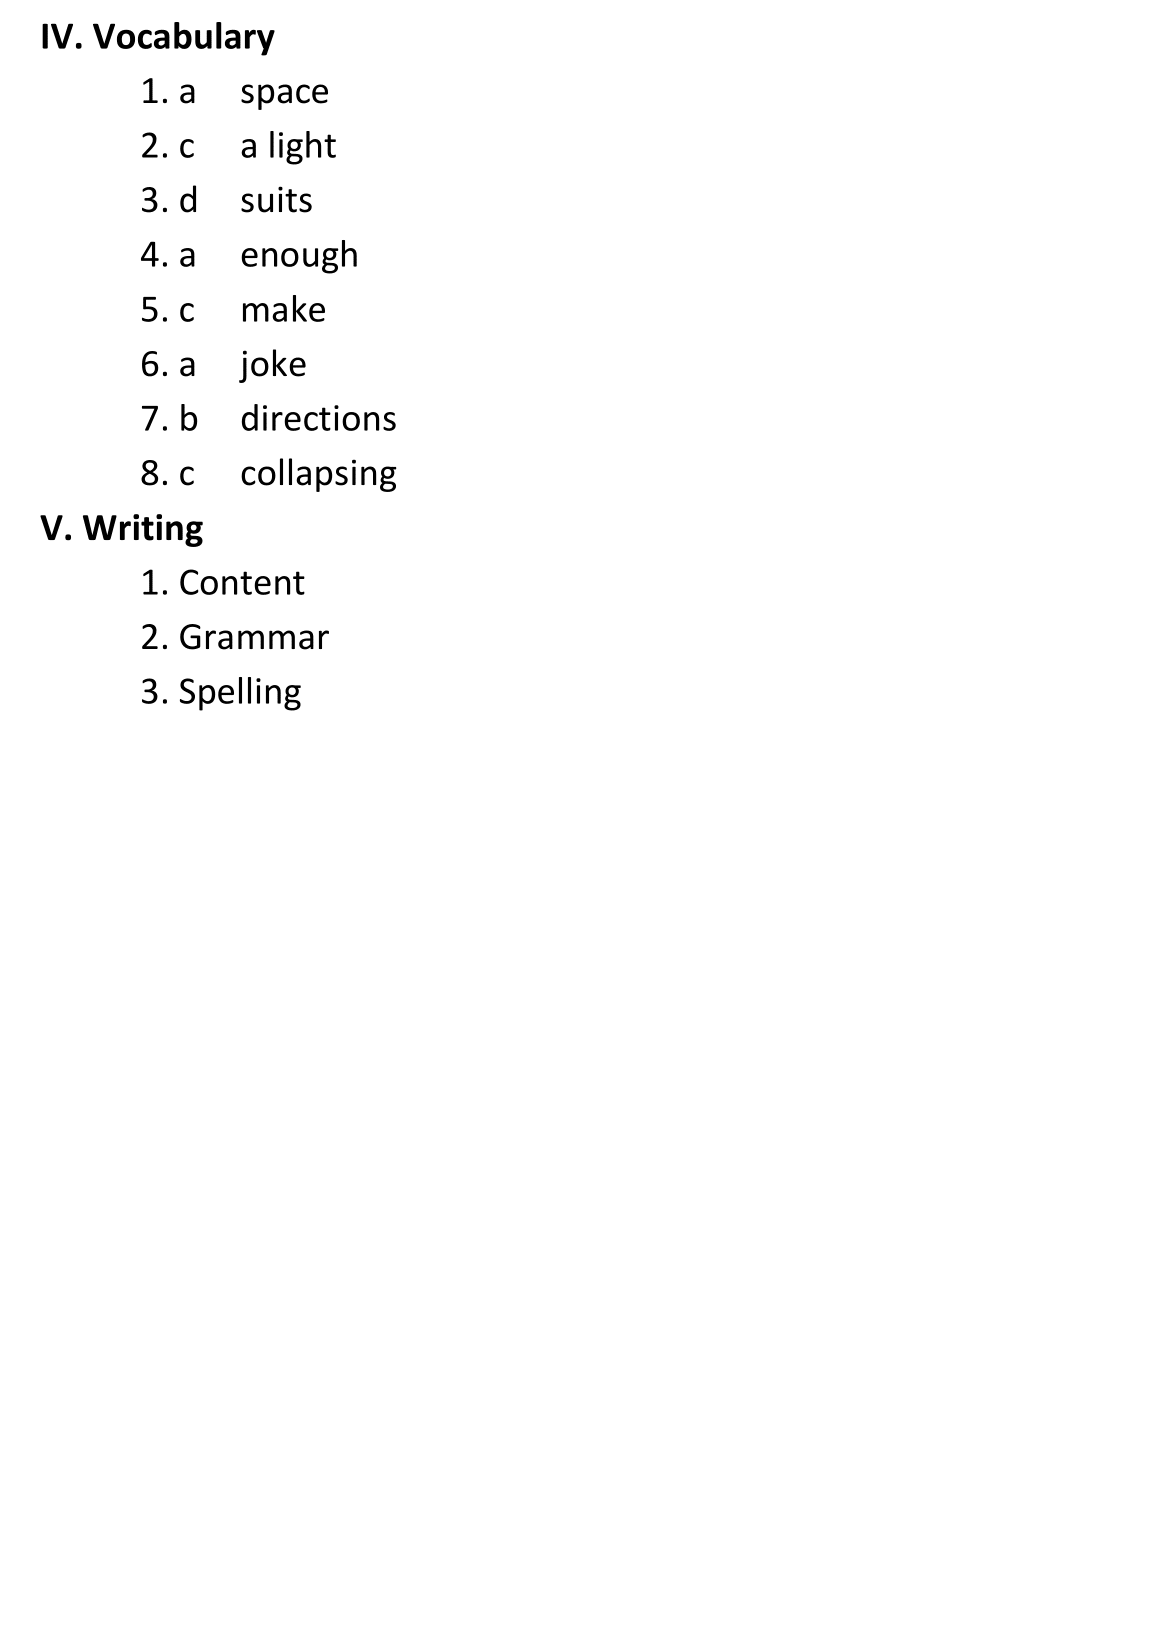 IV. Vocabulary
1. a space
2. c a light
3. d suits
4. a enough
5. c make
6. a joke
7. b directions
8. c collapsing
V. Writing
1. Content
2. Grammar
3. Spelling